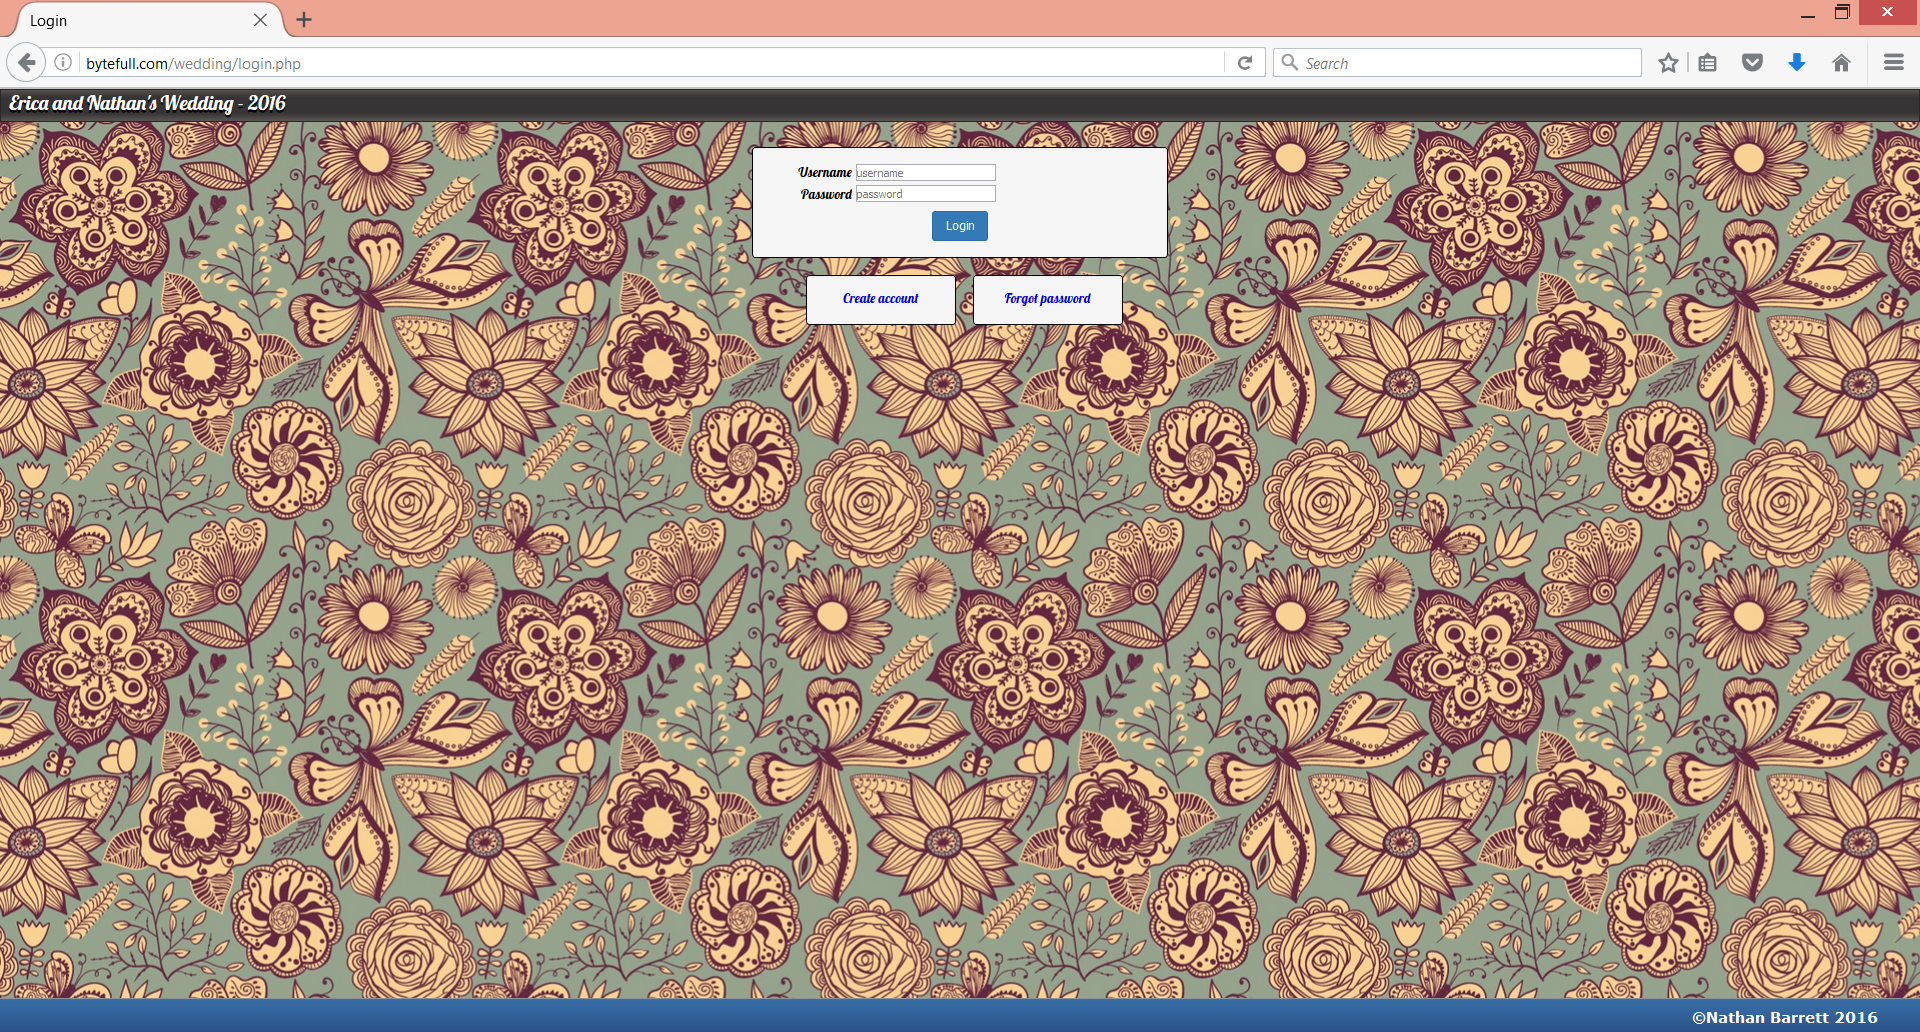 Login
bytefull.com/wedding/login.php
Search
Erica and Nathan's Wedding - 2016
Username username
Password password
Login
Create account Forgot password
©Nathan Barrett 2016